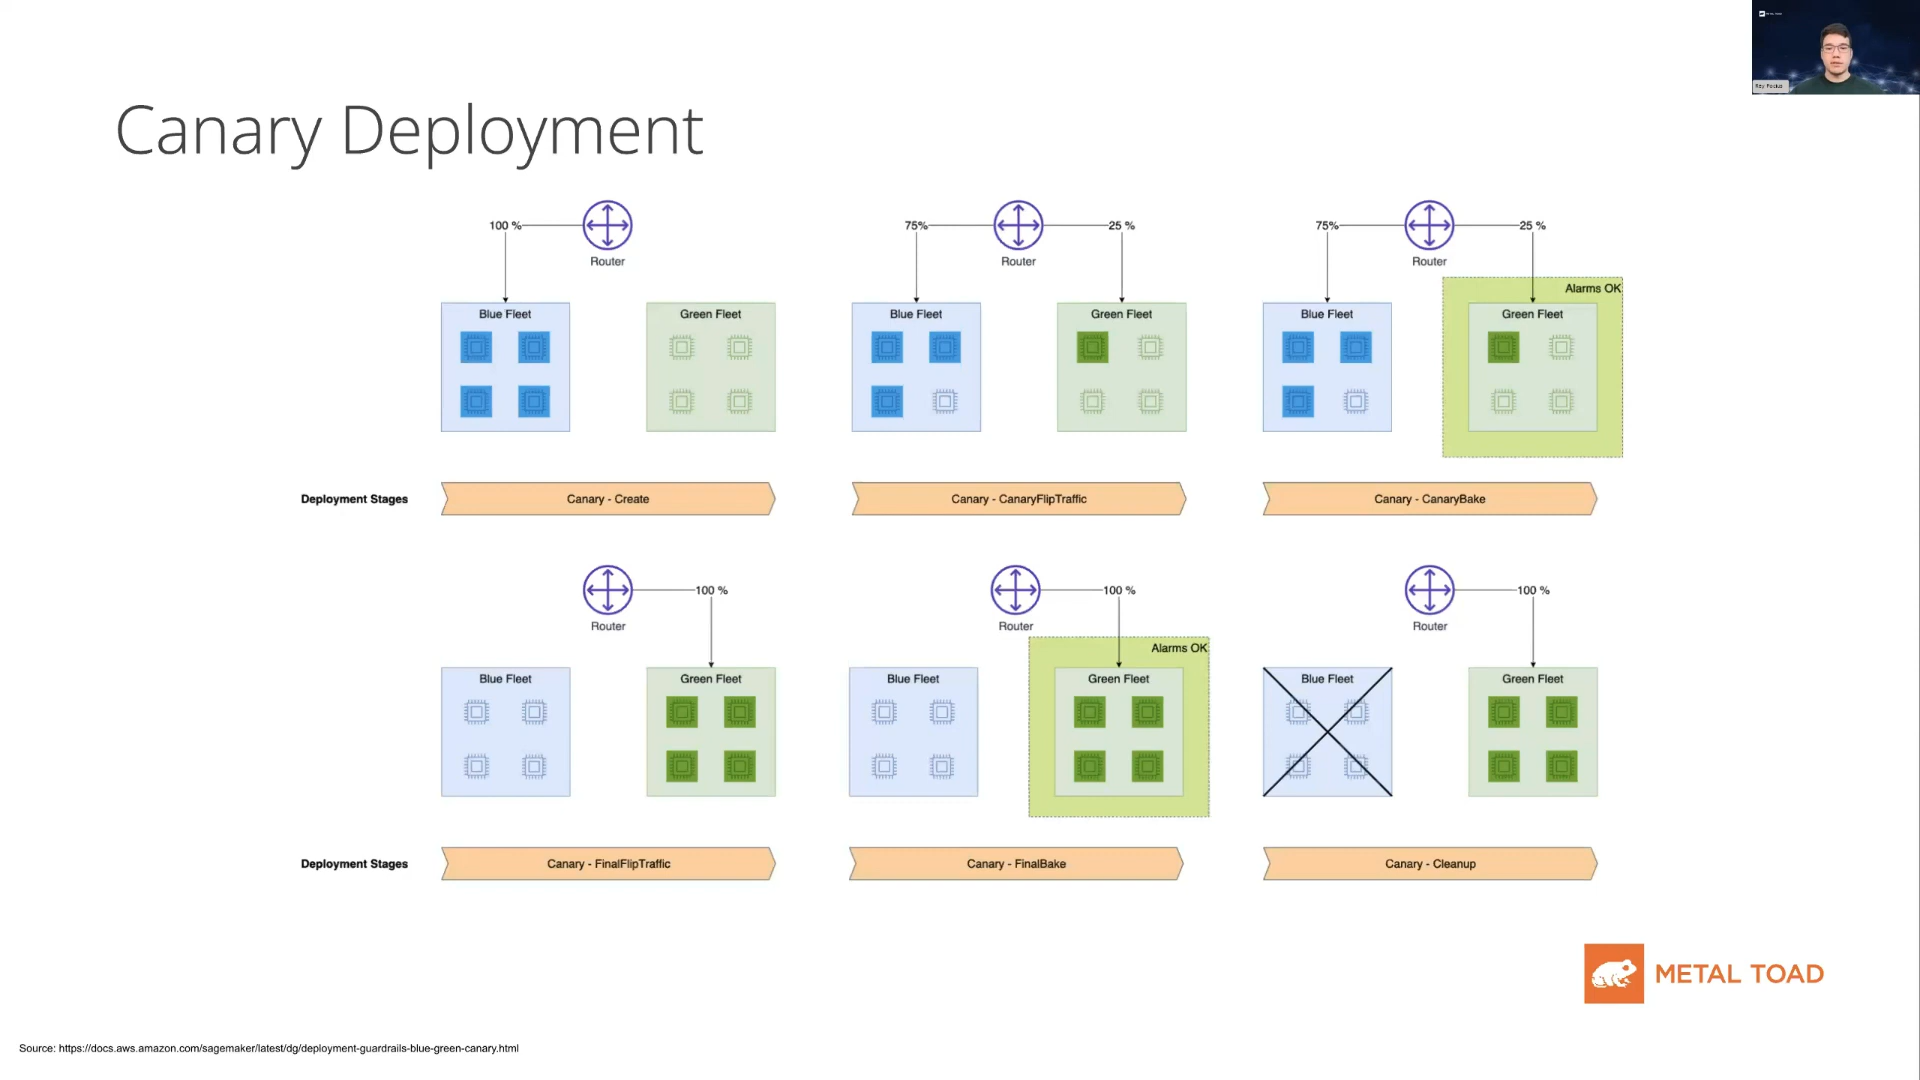 METAL TOAD
Canary Deployment
100 %
Router
75%
25 %
Router
75%
25 %
Router
Alarms OK
Blue Fleet
Green Fleet
Blue Fleet
Green Fleet
Blue Fleet
Green Fleet
Deployment Stages
Canary - Create
Canary - CanaryFlipTraffic
Canary - CanaryBake
100 %
Router
100 %
Router
100 %
Router
Alarms OK
Blue Fleet
Green Fleet
Blue Fleet
Green Fleet
Blue Fleet
Green Fleet
Deployment Stages
Canary - FinalFlipTraffic
Canary - FinalBake
Canary - Cleanup
METAL TOAD
Source: https://docs.aws.amazon.com/sagemaker/latest/dg/deployment-guardrails-blue-green-canary.html